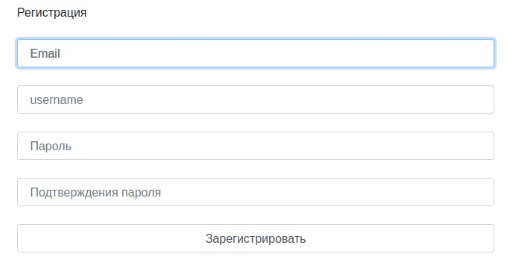 Регистрация
Email
username
Пароль
Подтверждения пароля
Зарегистрировать